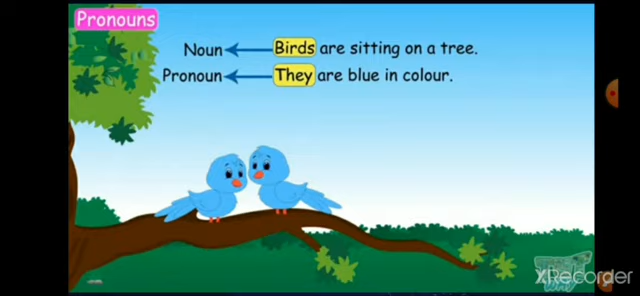 Pronouns
Noun Birds are sitting on a tree.
Pronoun They are blue in colour.
XRecorder